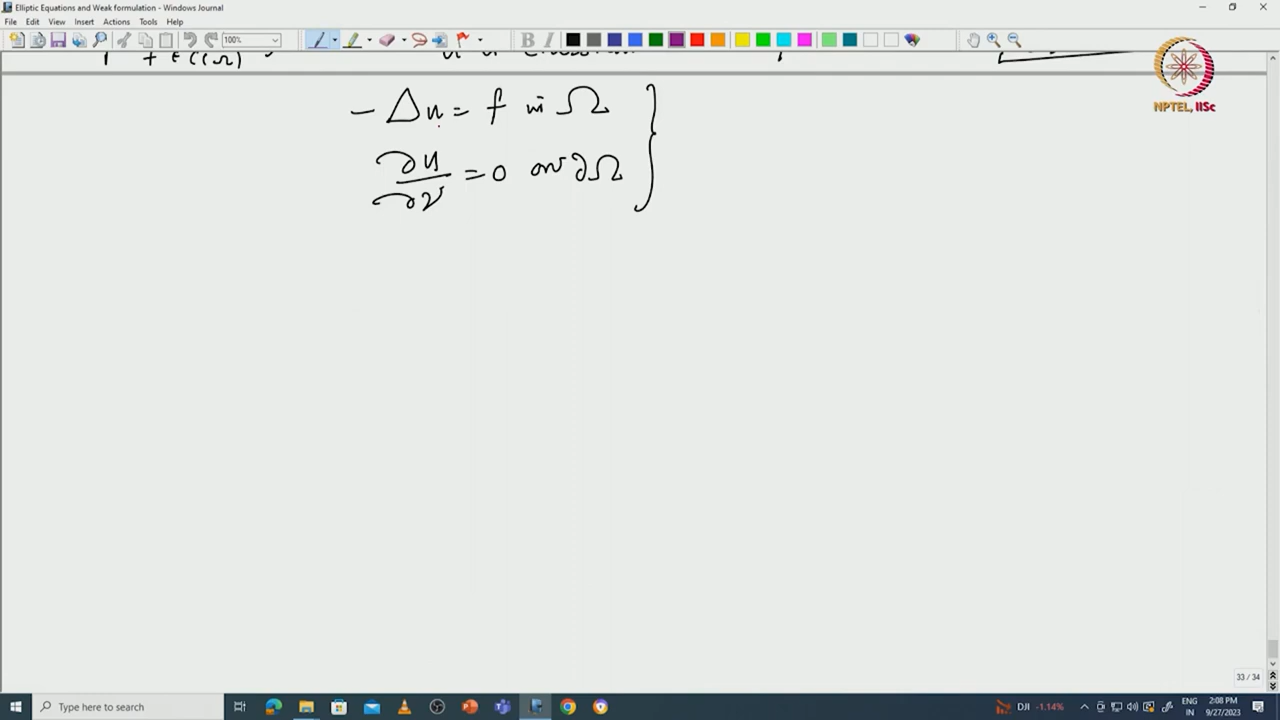 Elliptic Equations and Weak formulation - Windows Journal
File Edit View Insert Actions Tools Help
100% B I
NPTEL, IISc
- Δu = f in Ω
∂u/∂ν = 0 on ∂Ω
33 / 34
Type here to search
DJI -1.14%
ENG IN
2:08 PM
9/27/2023